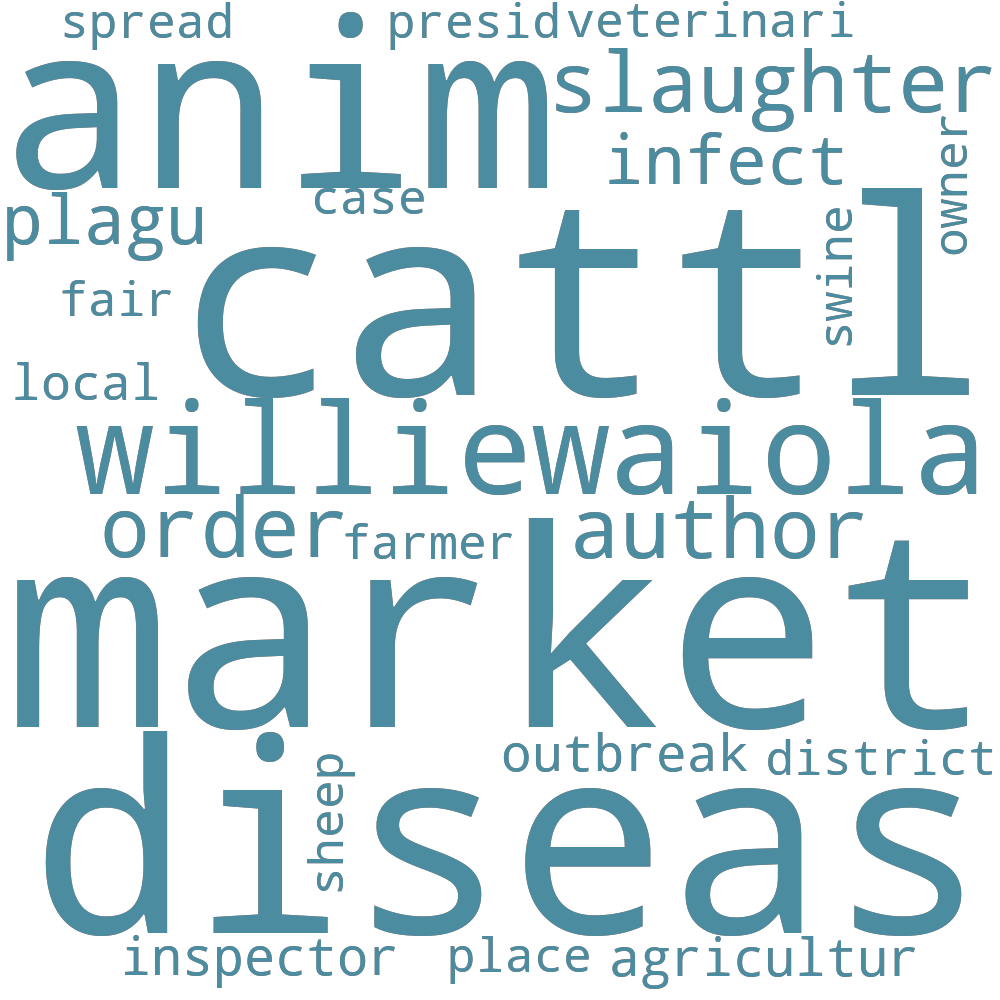 spread
presid
veterinari
anim
slaughter
infect
owner
case
plagu
cattl
swine
fair
local
williewaiola
order
farmer
author
market
outbreak
district
diseas
sheep
inspector
place
agricultur